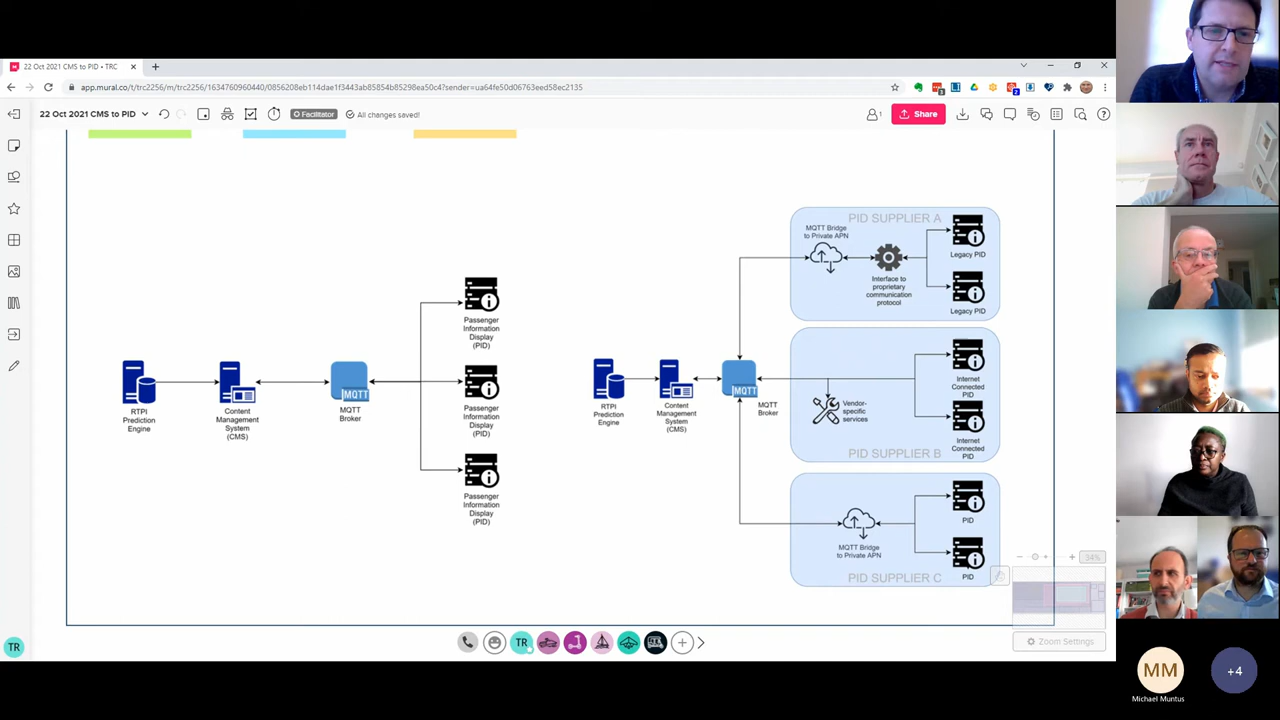 22 Oct 2021 CMS to PID • TRC
app.mural.co/t/trc2256/m/trc2256/1634760960440/0856208eb1fdae1f3443ab85854b85298ea50c4?sender=ua64fe50d06763eed58ec2135
22 Oct 2021 CMS to PID
Facilitator
All changes saved!
1
Share
PID SUPPLIER A
MQTT Bridge
to Private APN
Legacy PID
Interface to
proprietary
communication
protocol
Legacy PID
Passenger
Information
Display
(PID)
RTPI
Prediction
Engine
Content
Management
System
(CMS)
MQTT
MQTT
Broker
Passenger
Information
Display
(PID)
Passenger
Information
Display
(PID)
RTPI
Prediction
Engine
Content
Management
System
(CMS)
MQTT
MQTT
Broker
Vendor-
specific
services
Internet
Connected
PID
Internet
Connected
PID
PID SUPPLIER B
MQTT Bridge
to Private APN
PID
PID
PID SUPPLIER C
34%
Zoom Settings
TR
TR
MM
Michael Muntus
+4